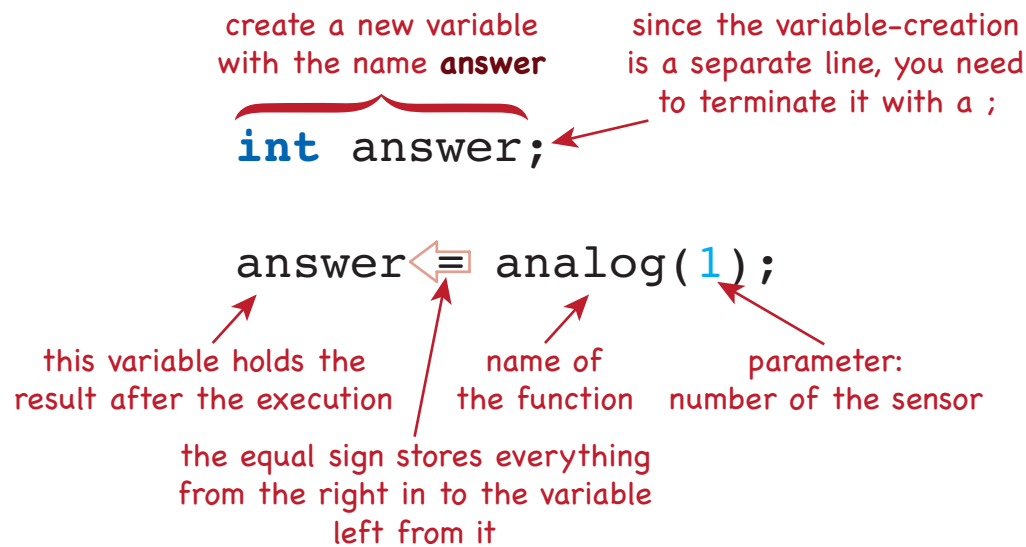 create a new variable
with the name answer
since the variable-creation
is a separate line, you need
to terminate it with a ;
int answer;
answer = analog(1);
this variable holds the
result after the execution
name of
the function
parameter:
number of the sensor
the equal sign stores everything
from the right in to the variable
left from it